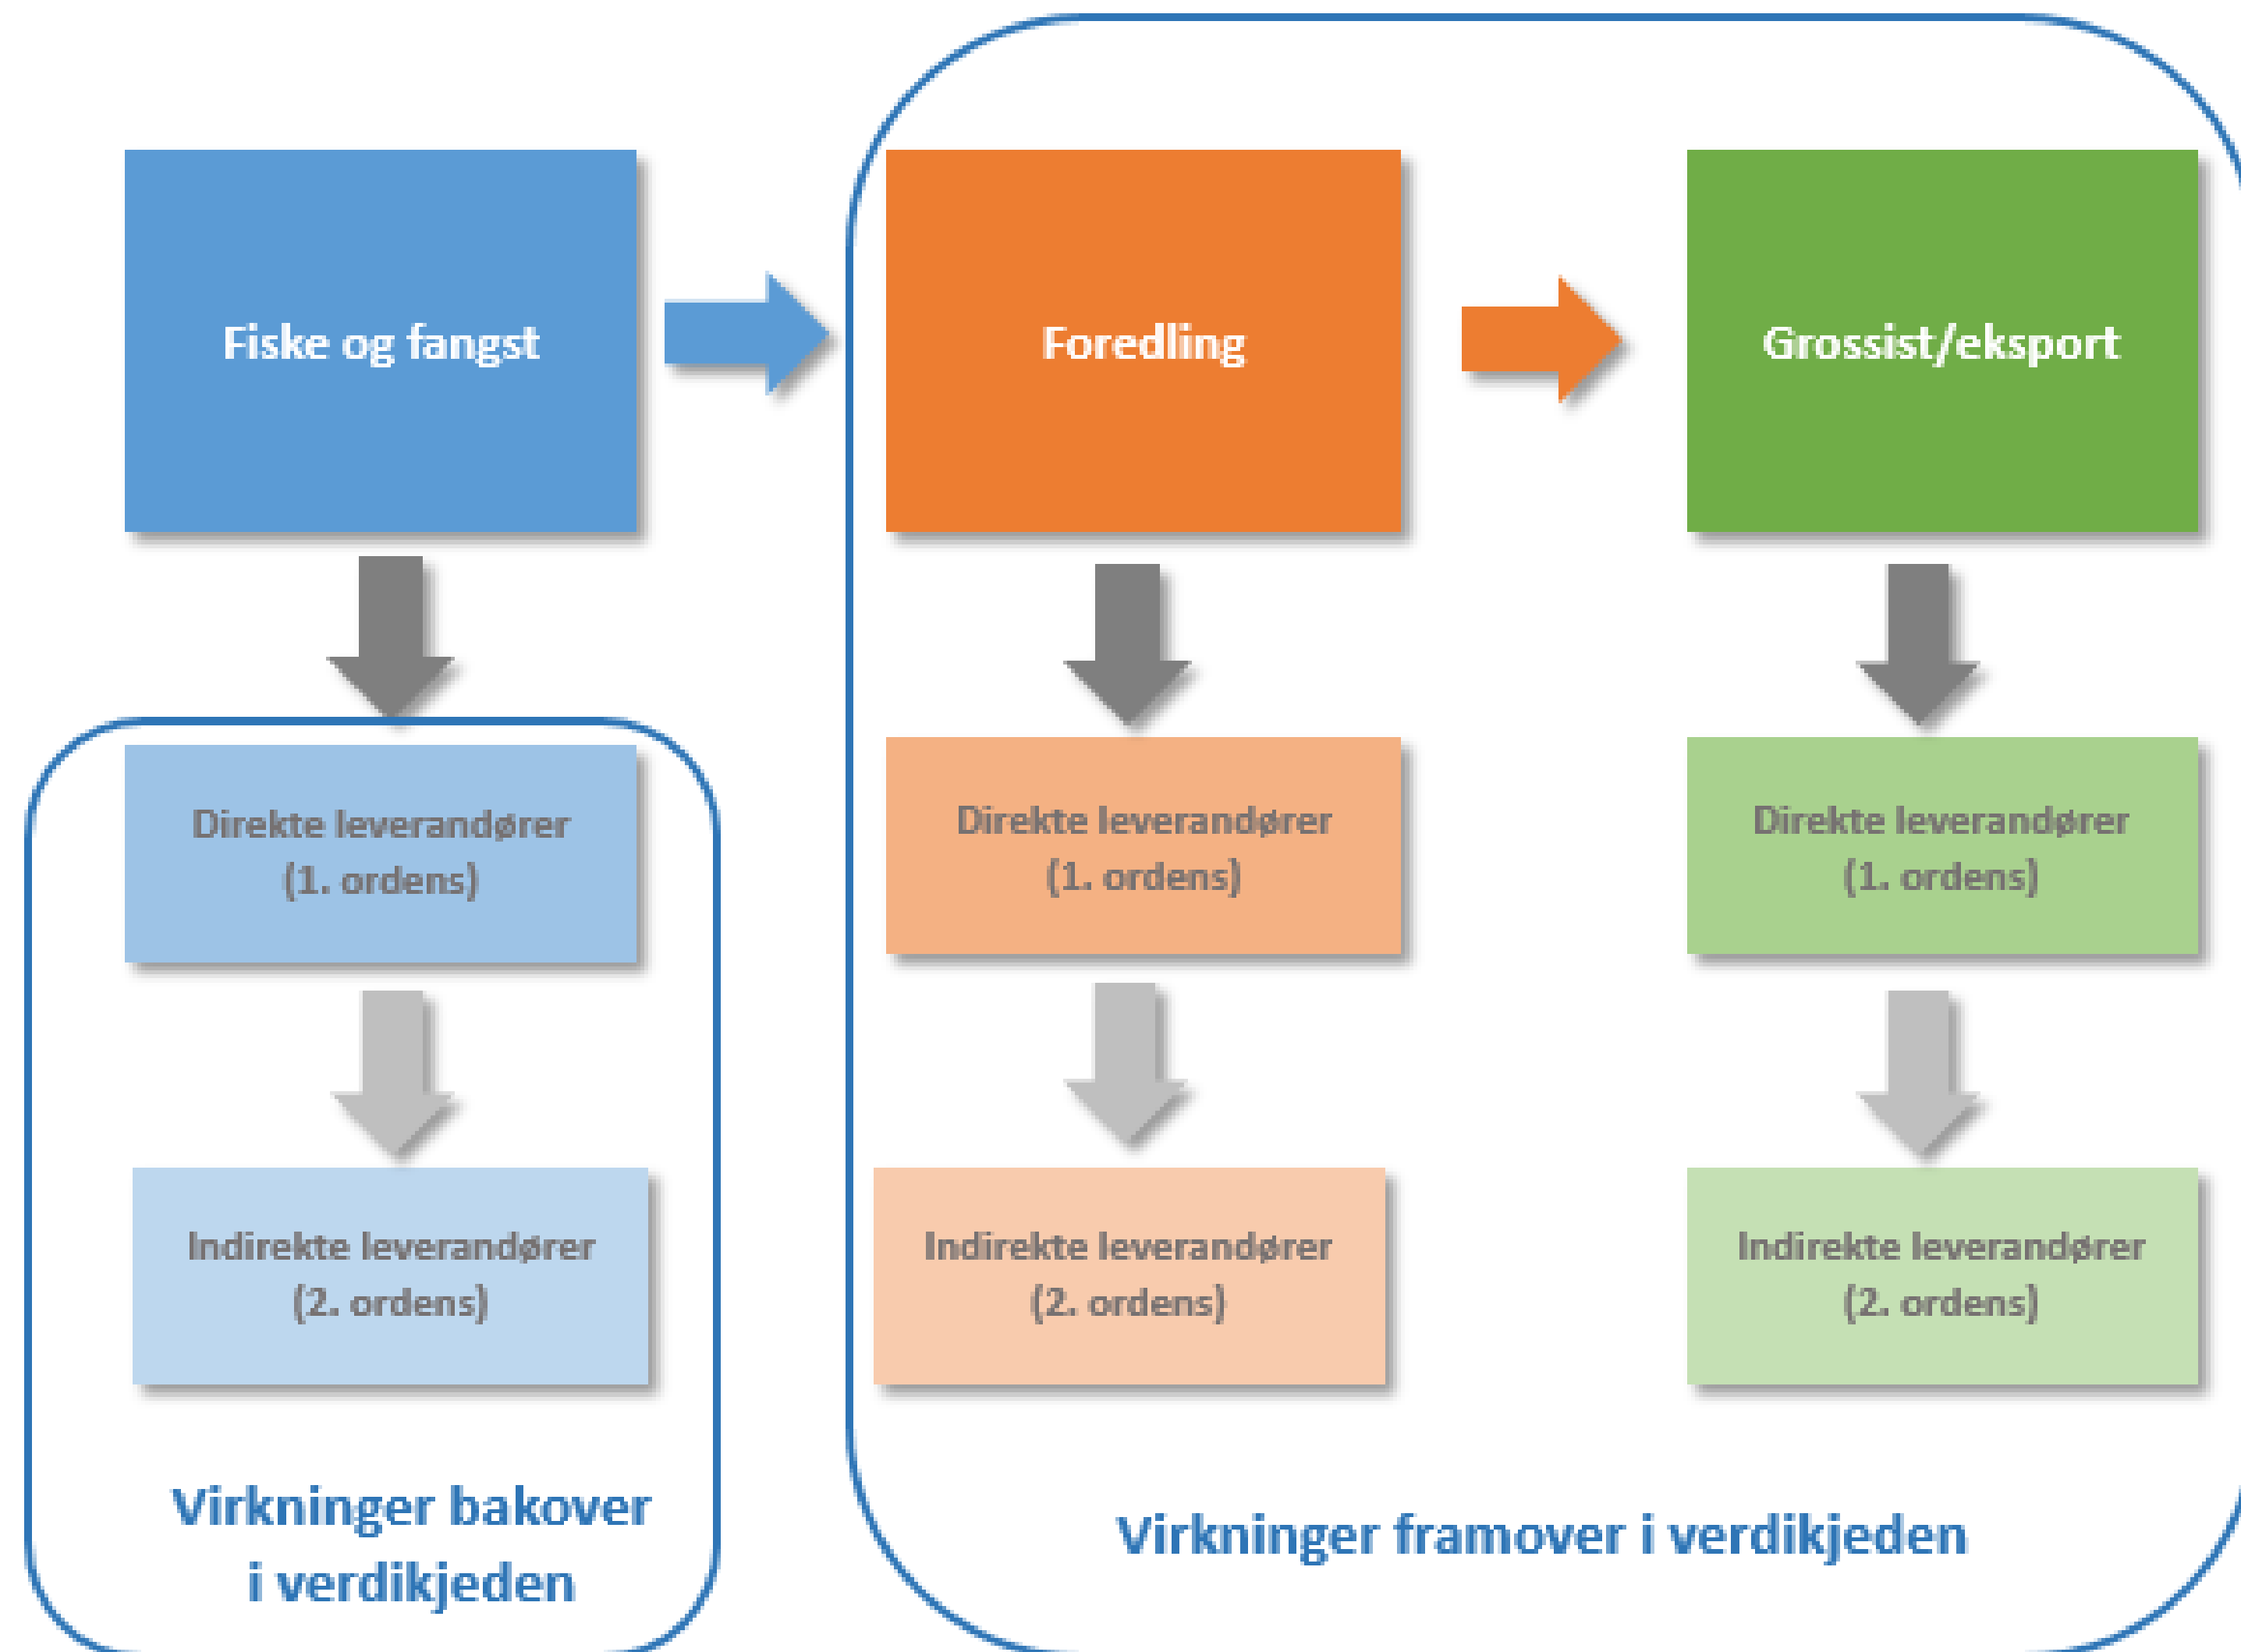 Fiske og fangst
Foredling
Grossist/eksport
Direkte leverandører
(1. ordens)
Direkte leverandører
(1. ordens)
Direkte leverandører
(1. ordens)
Indirekte leverandører
(2. ordens)
Indirekte leverandører
(2. ordens)
Indirekte leverandører
(2. ordens)
Virkninger bakover
i verdikjeden
Virkninger framover i verdikjeden